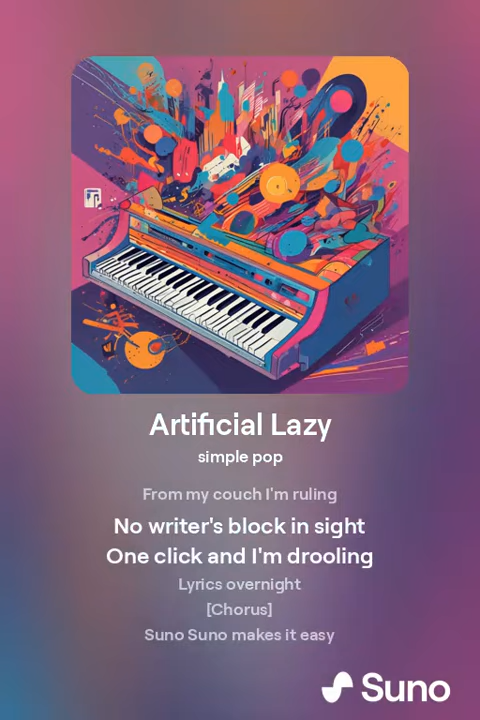 Artificial Lazy
simple pop
From my couch I'm ruling
No writer's block in sight
One click and I'm drooling
Lyrics overnight
[Chorus]
Suno Suno makes it easy
Suno